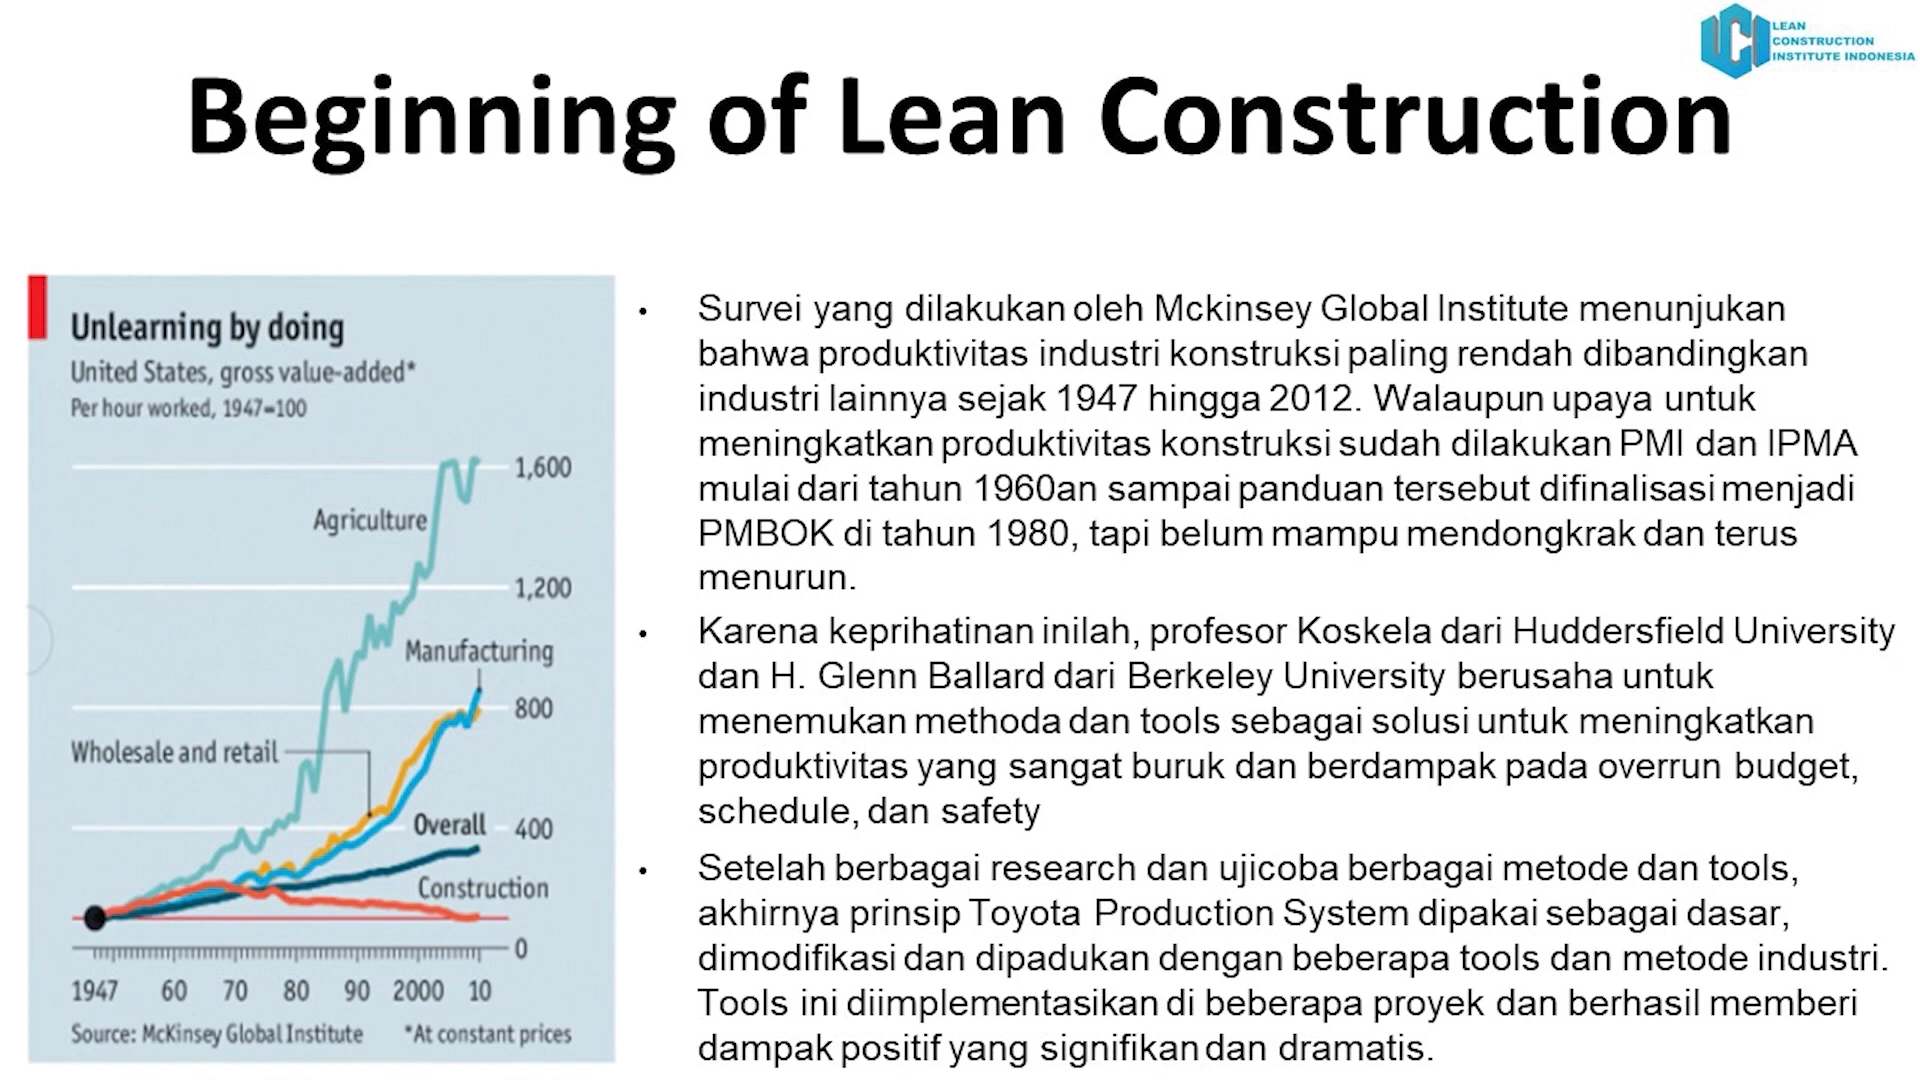 LEAN
CONSTRUCTION
INSTITUTE INDONESIA
Beginning of Lean Construction
Unlearning by doing
United States, gross value-added*
Per hour worked, 1947=100
1,600
Agriculture
1,200
Manufacturing
800
Wholesale and retail
Overall
400
Construction
0
1947 60 70 80 90 2000 10
Source: McKinsey Global Institute *At constant prices
• Survei yang dilakukan oleh Mckinsey Global Institute menunjukan
bahwa produktivitas industri konstruksi paling rendah dibandingkan
industri lainnya sejak 1947 hingga 2012. Walaupun upaya untuk
meningkatkan produktivitas konstruksi sudah dilakukan PMI dan IPMA
mulai dari tahun 1960an sampai panduan tersebut difinalisasi menjadi
PMBOK di tahun 1980, tapi belum mampu mendongkrak dan terus
menurun.
• Karena keprihatinan inilah, profesor Koskela dari Huddersfield University
dan H. Glenn Ballard dari Berkeley University berusaha untuk
menemukan methoda dan tools sebagai solusi untuk meningkatkan
produktivitas yang sangat buruk dan berdampak pada overrun budget,
schedule, dan safety
• Setelah berbagai research dan ujicoba berbagai metode dan tools,
akhirnya prinsip Toyota Production System dipakai sebagai dasar,
dimodifikasi dan dipadukan dengan beberapa tools dan metode industri.
Tools ini diimplementasikan di beberapa proyek dan berhasil memberi
dampak positif yang signifikan dan dramatis.